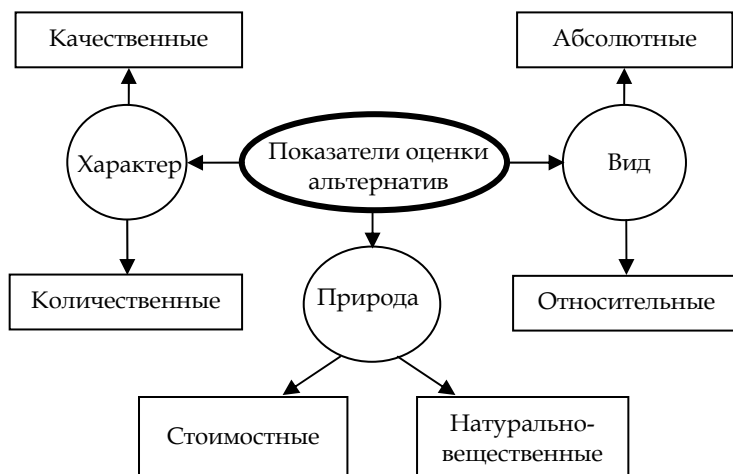 Качественные
Абсолютные
Характер
Показатели оценки
альтернатив
Вид
Количественные
Природа
Относительные
Стоимостные
Натурально-
вещественные